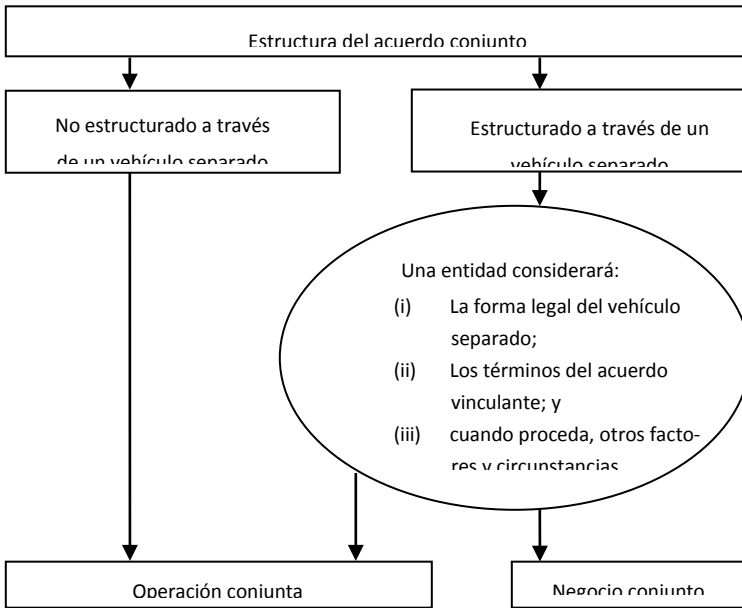 Estructura del acuerdo conjunto
No estructurado a través
de un vehículo separado
Estructurado a través de un
vehículo separado
Una entidad considerará:
(i) La forma legal del vehículo
separado;
(ii) Los términos del acuerdo
vinculante; y
(iii) cuando proceda, otros facto-
res y circunstancias
Operación conjunta
Negocio conjunto